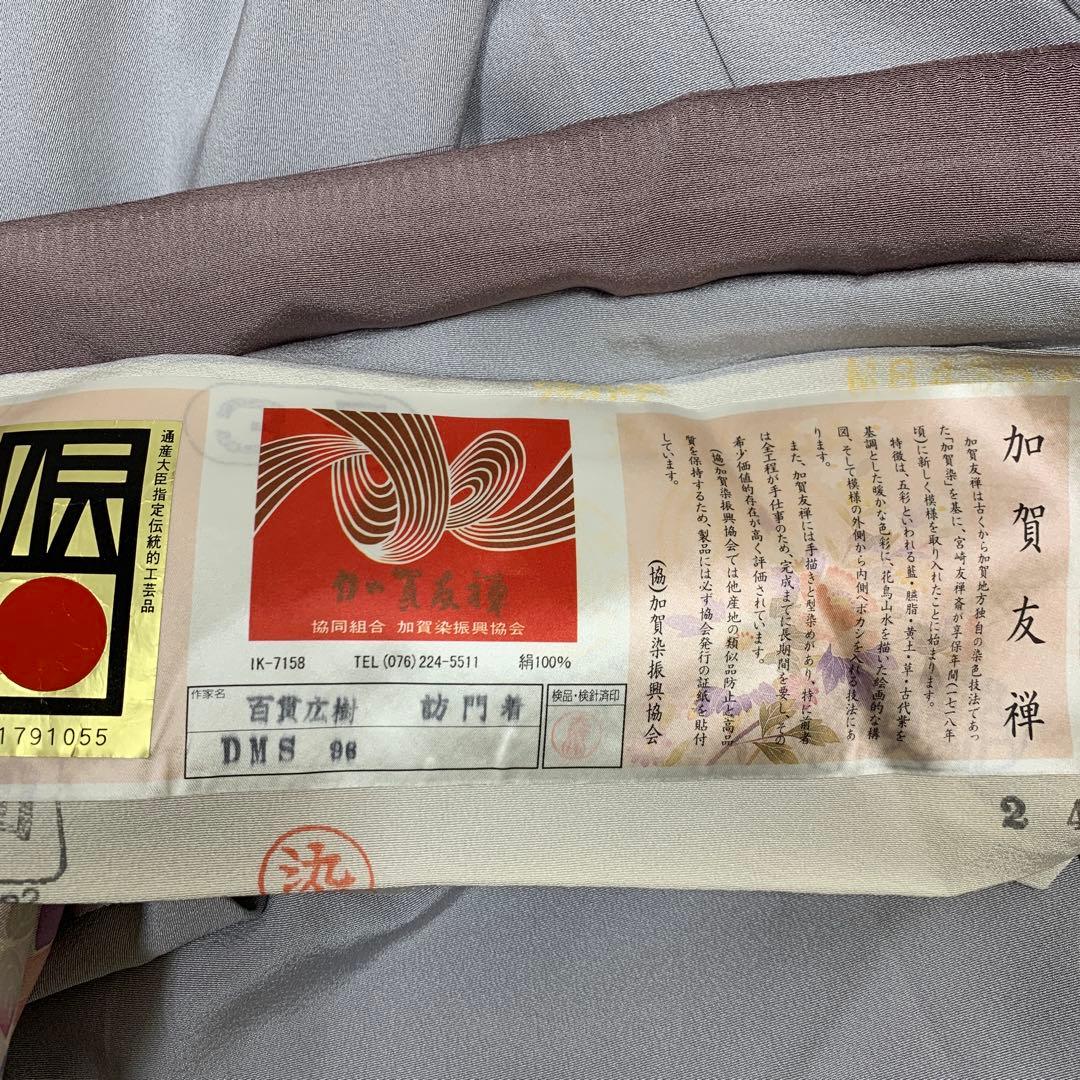 伝
通産大臣指定伝統的工芸品
1791055
加賀友禅
協同組合 加賀染振興協会
IK-7158 TEL(076)224-5511 絹100%
作家名
百貫広樹 訪問着
DMS 96
検品・検針済印
加賀友禅
加賀友禅は古くから加賀地方独自の染色技法であっ
た「加賀染」を基に、宮崎友禅斎が享保年間(一七一八年
頃)に新しく模様を取り入れたことに始まります。
特徴は、五彩といわれる藍・臙脂・黄土・草・古代紫を
基調とした暖かな色彩に、花鳥山水を描いた絵画的な構
図、そして模様の外側から内側へボカシを入れる技法にあ
ります。
また、加賀友禅には手描きと型染めがあり、特に前者
は全工程が手仕事のため、完成までに長期間を要し、その
希少価値的存在が高く評価されています。
(協)加賀染振興協会では他産地の類似品防止と高品
質を保持するため、製品には必ず協会発行の証紙を貼付
しています。
(協)加賀染振興協会
染
2 4